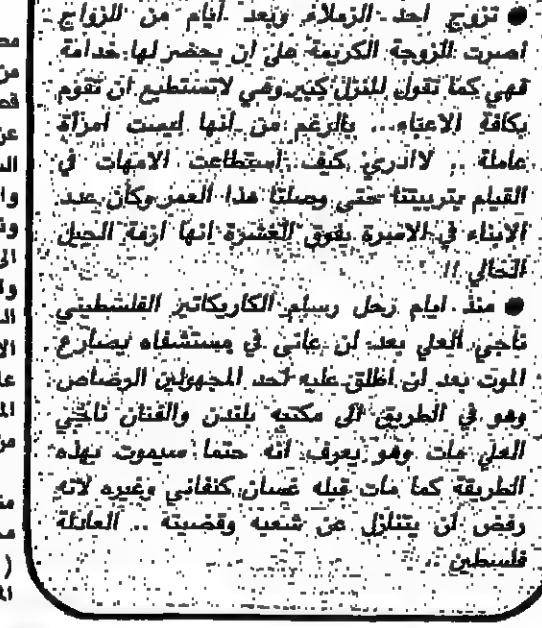 ● تزوج احد الزملاء وبعد أيام من الزواج
اصرت الزوجة الكريمة على ان يحضر لها خدامة
فهي كما تقول المنزل كبير وهي لاتستطيع ان تقوم
بكافة الاعباء... بالرغم من أنها ليست امرأة
عاملة .. لاادري كيف استطاعت الامهات في
القيام بتربيتنا حتى وصلنا هذا العمر وكان عدد
الابناء في الاسرة يفوق العشرة انها ازمة الجيل
الحالي !!
● منذ ايام رحل رسام الكاريكاتير الفلسطيني
ناجي العلي بعد ان عانى في مستشفاه يصارع
الموت بعد ان اطلق عليه احد المجهولين الرصاص
وهو في الطريق الى مكتبه بلندن والفنان ناجي
العلي مات وهو يعرف انه حتما سيموت بهذه
الطريقة كما مات قبله غسان كنفاني وغيره لانه
رفض ان يتنازل عن شعبه وقضيته .. العادلة
فلسطين ..